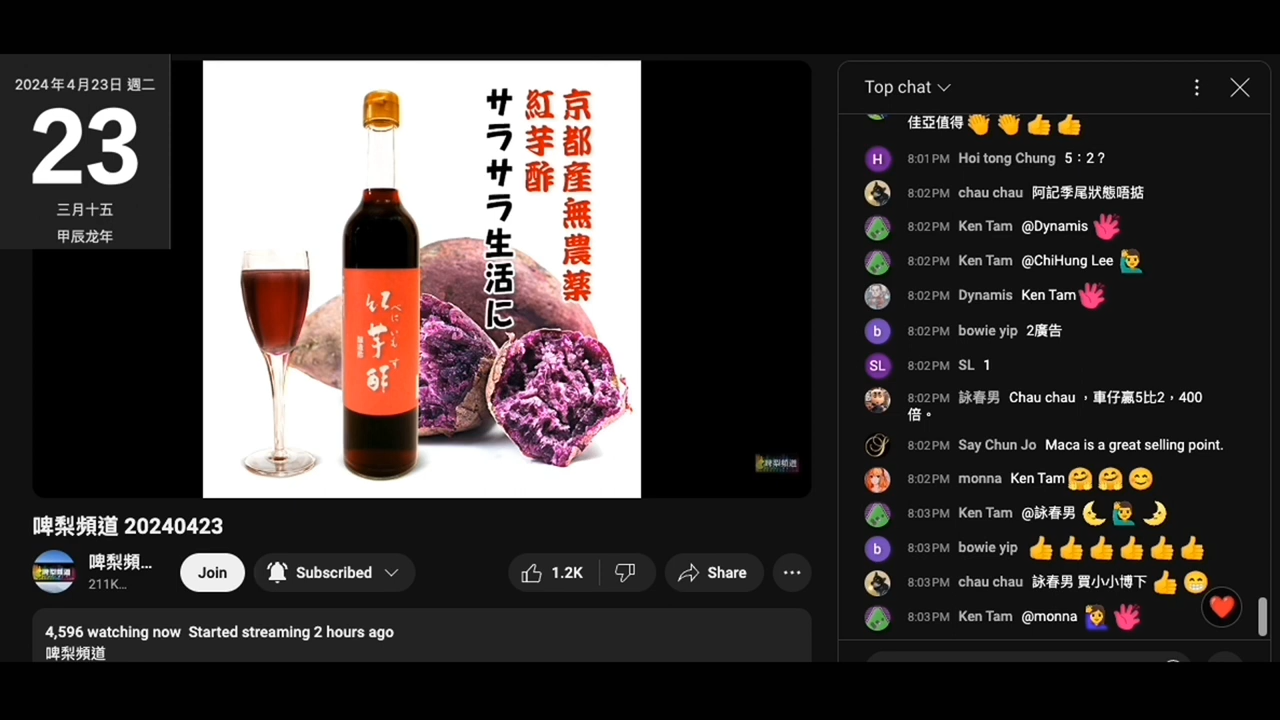 2024年4月23日 週二
23
三月十五
甲辰龙年
京都産無農薬
紅芋酢
サラサラ生活に
紅芋酢
べにいもす
啤梨頻道
啤梨頻道 20240423
啤梨頻...
211K...
Join
Subscribed
1.2K
Share
4,596 watching now Started streaming 2 hours ago
啤梨頻道
Top chat
佳亞值得👏👏👍👍
H 8:01 PM Hoi tong Chung 5：2？
8:02 PM chau chau 阿記季尾狀態唔掂
8:02 PM Ken Tam @Dynamis 👋
8:02 PM Ken Tam @ChiHung Lee 🙋‍♂️
8:02 PM Dynamis Ken Tam👋
b 8:02 PM bowie yip 2廣告
SL 8:02 PM SL 1
8:02 PM 詠春男 Chau chau ，車仔贏5比2，400
倍。
8:02 PM Say Chun Jo Maca is a great selling point.
8:02 PM monna Ken Tam🤗🤗😊
8:03 PM Ken Tam @詠春男 🌜🙋‍♂️🌛
b 8:03 PM bowie yip 👍👍👍👍👍👍
8:03 PM chau chau 詠春男 買小小博下👍😁
8:03 PM Ken Tam @monna 🙋‍♀️👋